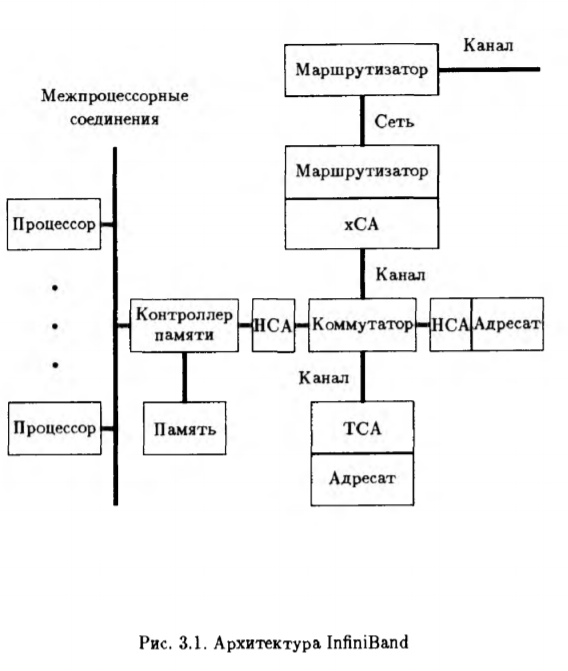 Канал
Маршрутизатор
Межпроцессорные
соединения
Сеть
Маршрутизатор
Процессор
xCA
Канал
Контроллер
памяти
HCA
Коммутатор
HCA
Адресат
Канал
Процессор
Память
TCA
Адресат
Рис. 3.1. Архитектура InfiniBand